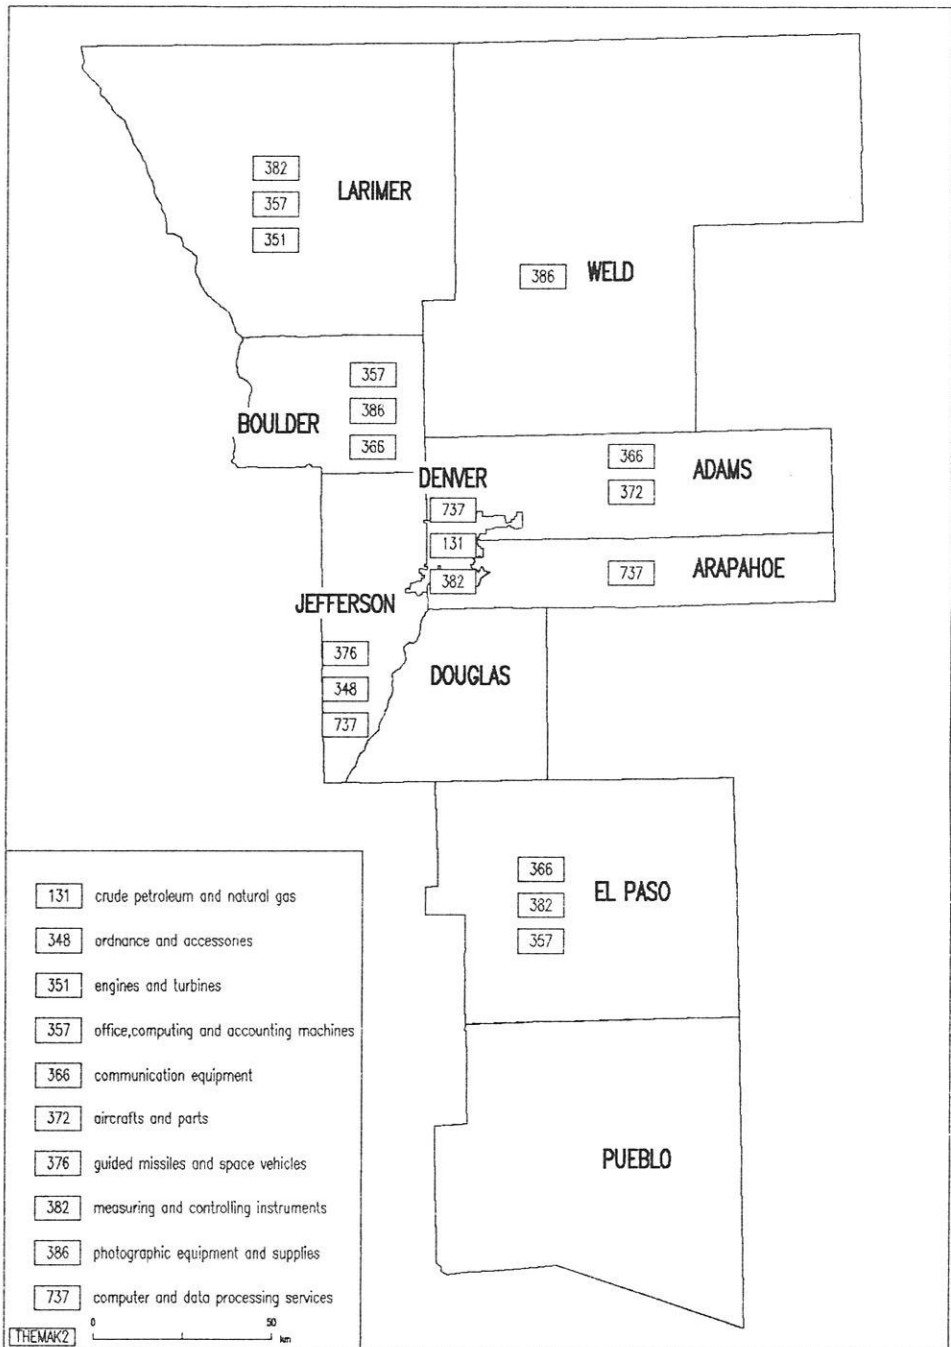 382
LARIMER
357
351
386 WELD
357
BOULDER 386
366
366
ADAMS
372
DENVER
737
131
382
737 ARAPAHOE
JEFFERSON
376
348
737
DOUGLAS
366
382 EL PASO
357
PUEBLO
131 crude petroleum and natural gas
348 ordnance and accessories
351 engines and turbines
357 office,computing and accounting machines
366 communication equipment
372 aircrafts and parts
376 guided missiles and space vehicles
382 measuring and controlling instruments
386 photographic equipment and supplies
737 computer and data processing services
0 50
THEMAK2 km